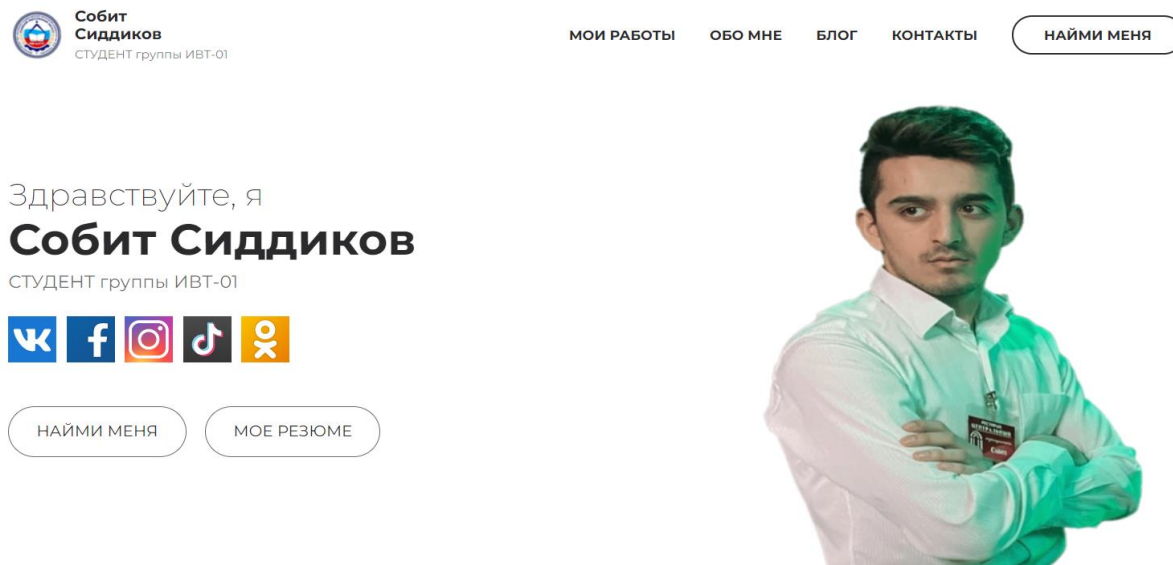 Собит
Сиддиков
СТУДЕНТ группы ИВТ-01
МОИ РАБОТЫ ОБО МНЕ БЛОГ КОНТАКТЫ НАЙМИ МЕНЯ
Здравствуйте, я
Собит Сиддиков
СТУДЕНТ группы ИВТ-01
НАЙМИ МЕНЯ МОЕ РЕЗЮМЕ
ЦЕНТРАЛЬНЫЙ